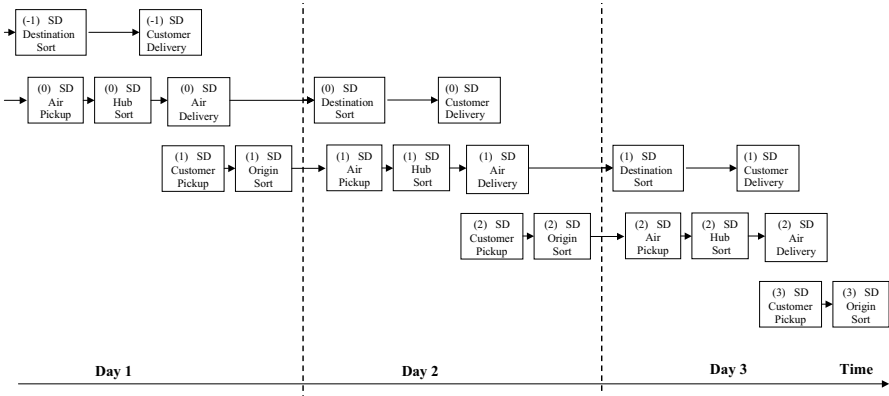 (-1) SD
Destination
Sort
(-1) SD
Customer
Delivery
(0) SD
Air
Pickup
(0) SD
Hub
Sort
(0) SD
Air
Delivery
(0) SD
Destination
Sort
(0) SD
Customer
Delivery
(1) SD
Customer
Pickup
(1) SD
Origin
Sort
(1) SD
Air
Pickup
(1) SD
Hub
Sort
(1) SD
Air
Delivery
(1) SD
Destination
Sort
(1) SD
Customer
Delivery
(2) SD
Customer
Pickup
(2) SD
Origin
Sort
(2) SD
Air
Pickup
(2) SD
Hub
Sort
(2) SD
Air
Delivery
(3) SD
Customer
Pickup
(3) SD
Origin
Sort
Day 1
Day 2
Day 3
Time